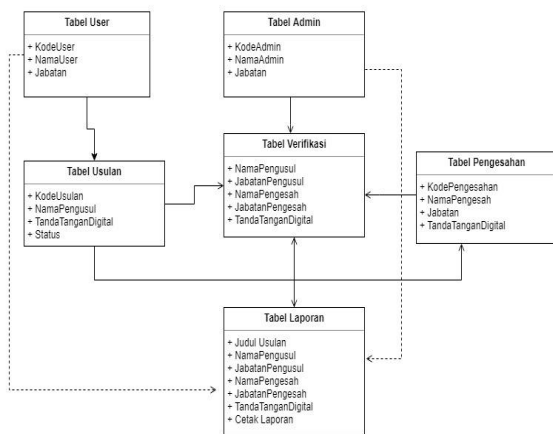 Tabel User
+ KodeUser
+ NamaUser
+ Jabatan
Tabel Admin
+ KodeAdmin
+ NamaAdmin
+ Jabatan
Tabel Usulan
+ KodeUsulan
+ NamaPengusul
+ TandaTanganDigital
+ Status
Tabel Verifikasi
+ NamaPengusul
+ JabatanPengusul
+ NamaPengesah
+ JabatanPengesah
+ TandaTanganDigital
Tabel Pengesahan
+ KodePengesahan
+ NamaPengesah
+ Jabatan
+ TandaTanganDigital
Tabel Laporan
+ Judul Usulan
+ NamaPengusul
+ JabatanPengusul
+ NamaPengesah
+ JabatanPengesah
+ TandaTanganDigital
+ Cetak Laporan